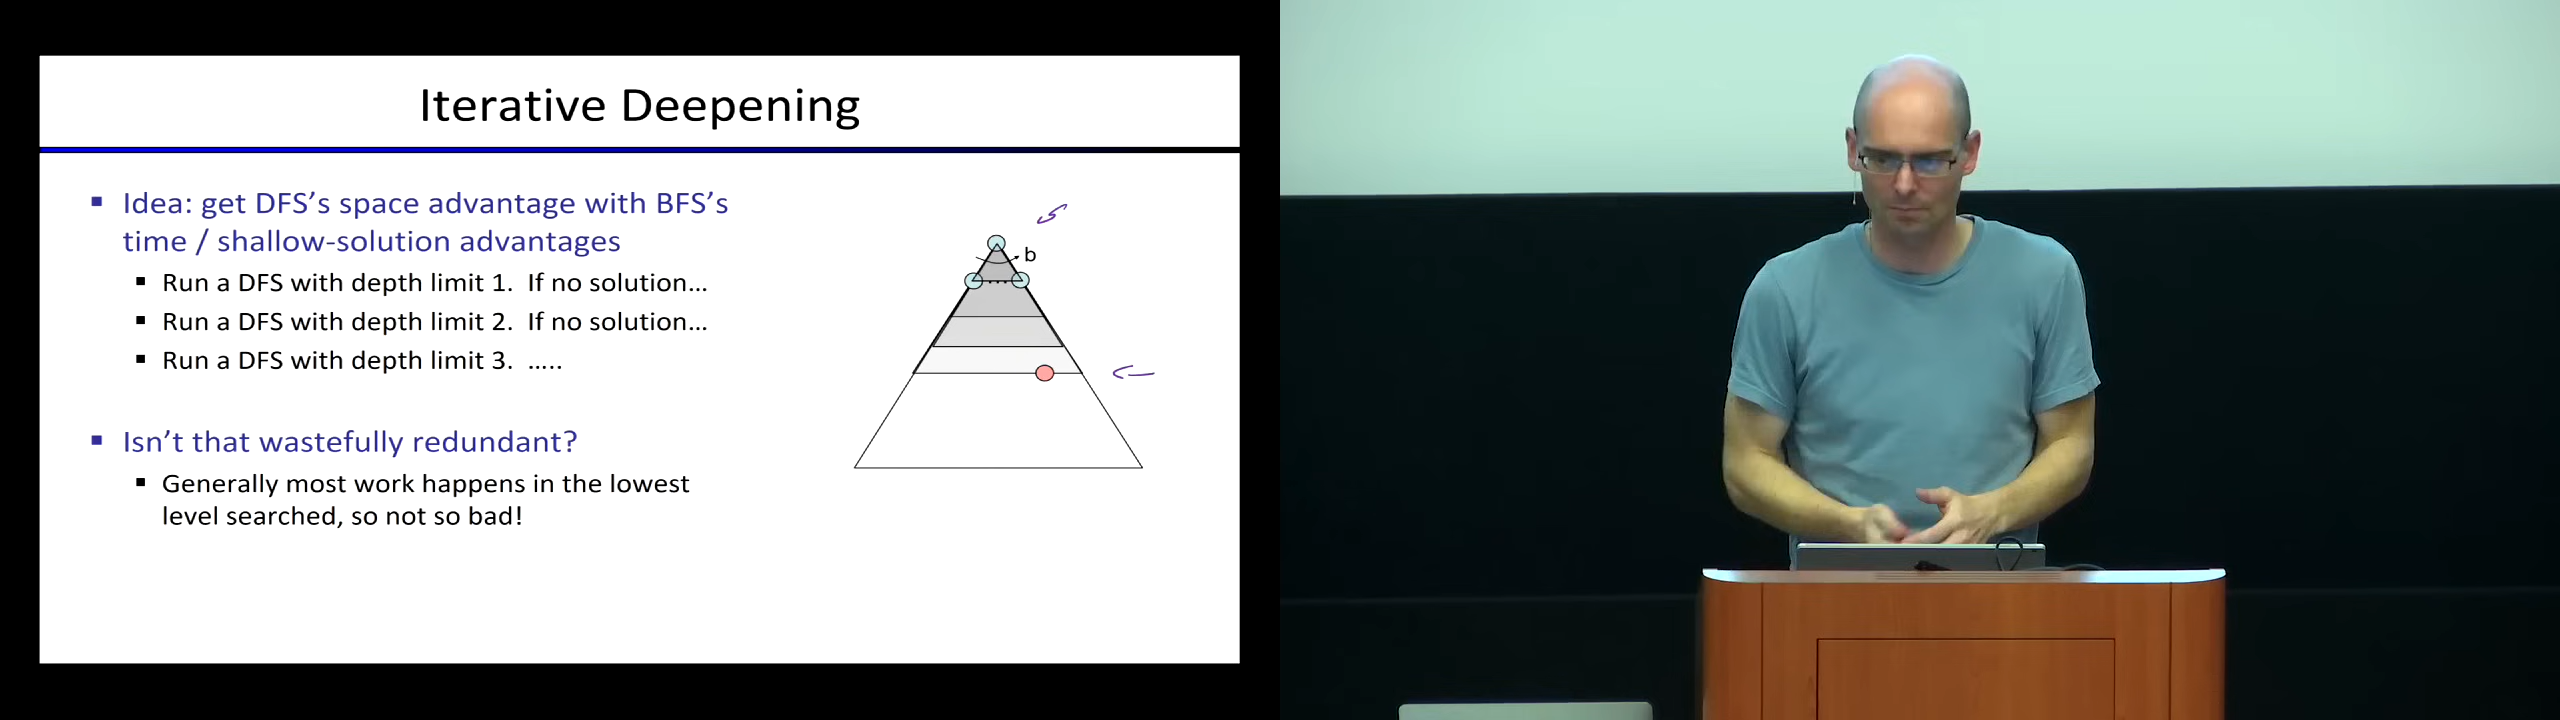 Iterative Deepening
Idea: get DFS’s space advantage with BFS’s
time / shallow-solution advantages
Run a DFS with depth limit 1.  If no solution…
Run a DFS with depth limit 2.  If no solution…
Run a DFS with depth limit 3.  …..
b
…
Isn’t that wastefully redundant?
Generally most work happens in the lowest
level searched, so not so bad!